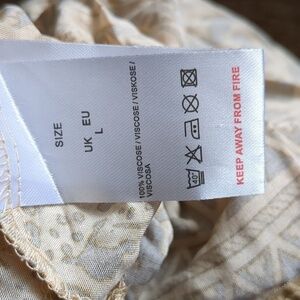 SIZE
UK EU
L
100% VISCOSE / VISCOSE / VISKOSE /
VISCOSA
KEEP AWAY FROM FIRE